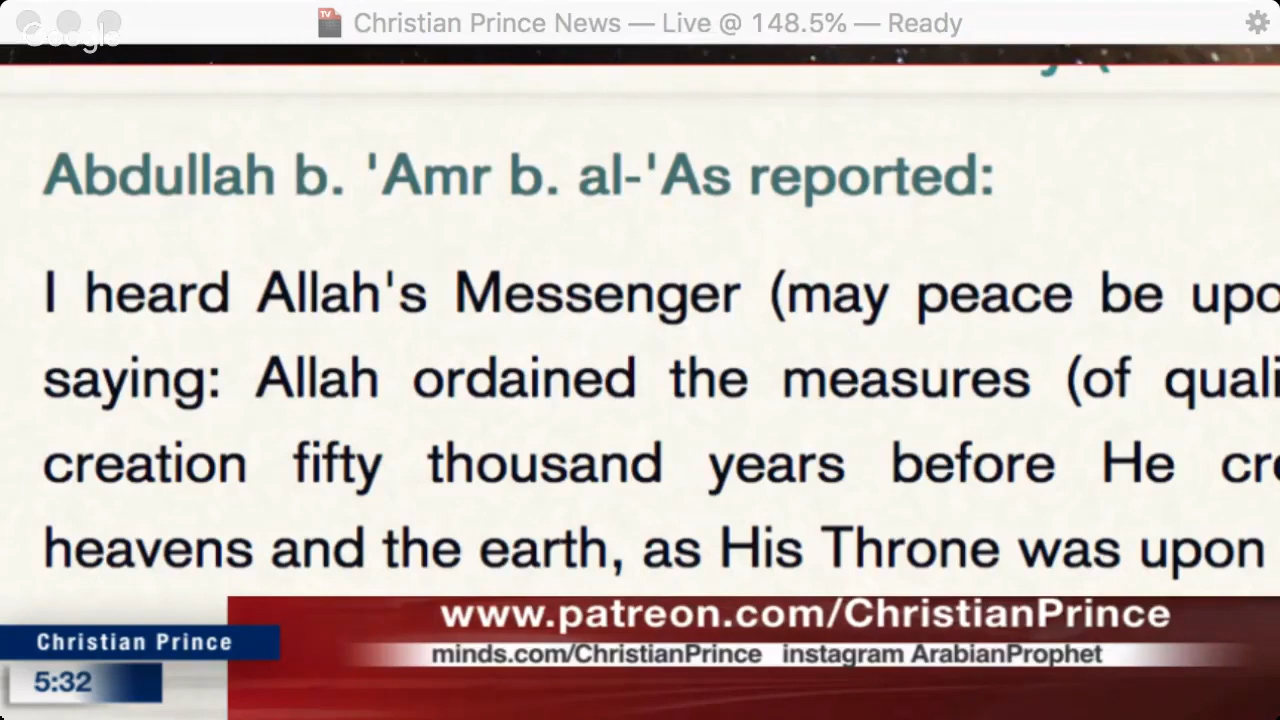 Christian Prince News — Live @ 148.5% — Ready
Google
Abdullah b. 'Amr b. al-'As reported:
I heard Allah's Messenger (may peace be upo
saying: Allah ordained the measures (of quali
creation fifty thousand years before He cre
heavens and the earth, as His Throne was upon
www.patreon.com/ChristianPrince
Christian Prince
minds.com/ChristianPrince instagram ArabianProphet
5:32